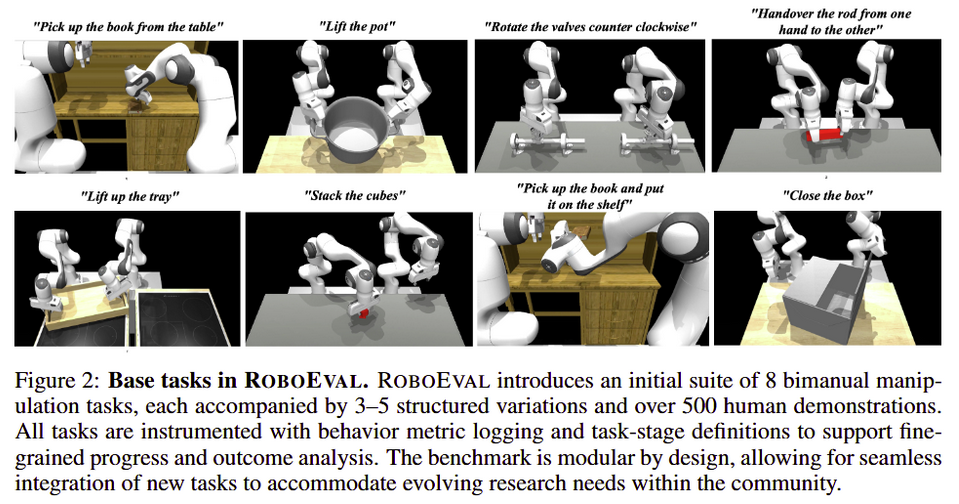 "Pick up the book from the table"
"Lift the pot"
"Rotate the valves counter clockwise"
"Handover the rod from one
hand to the other"
"Lift up the tray"
"Stack the cubes"
"Pick up the book and put
it on the shelf"
"Close the box"
Figure 2: Base tasks in ROBOEVAL. ROBOEVAL introduces an initial suite of 8 bimanual manip-
ulation tasks, each accompanied by 3–5 structured variations and over 500 human demonstrations.
All tasks are instrumented with behavior metric logging and task-stage definitions to support fine-
grained progress and outcome analysis. The benchmark is modular by design, allowing for seamless
integration of new tasks to accommodate evolving research needs within the community.